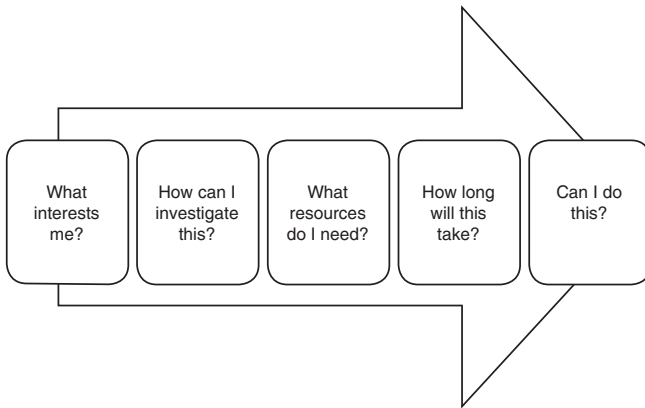 What
interests
me?
How can I
investigate
this?
What
resources
do I need?
How long
will this
take?
Can I do
this?